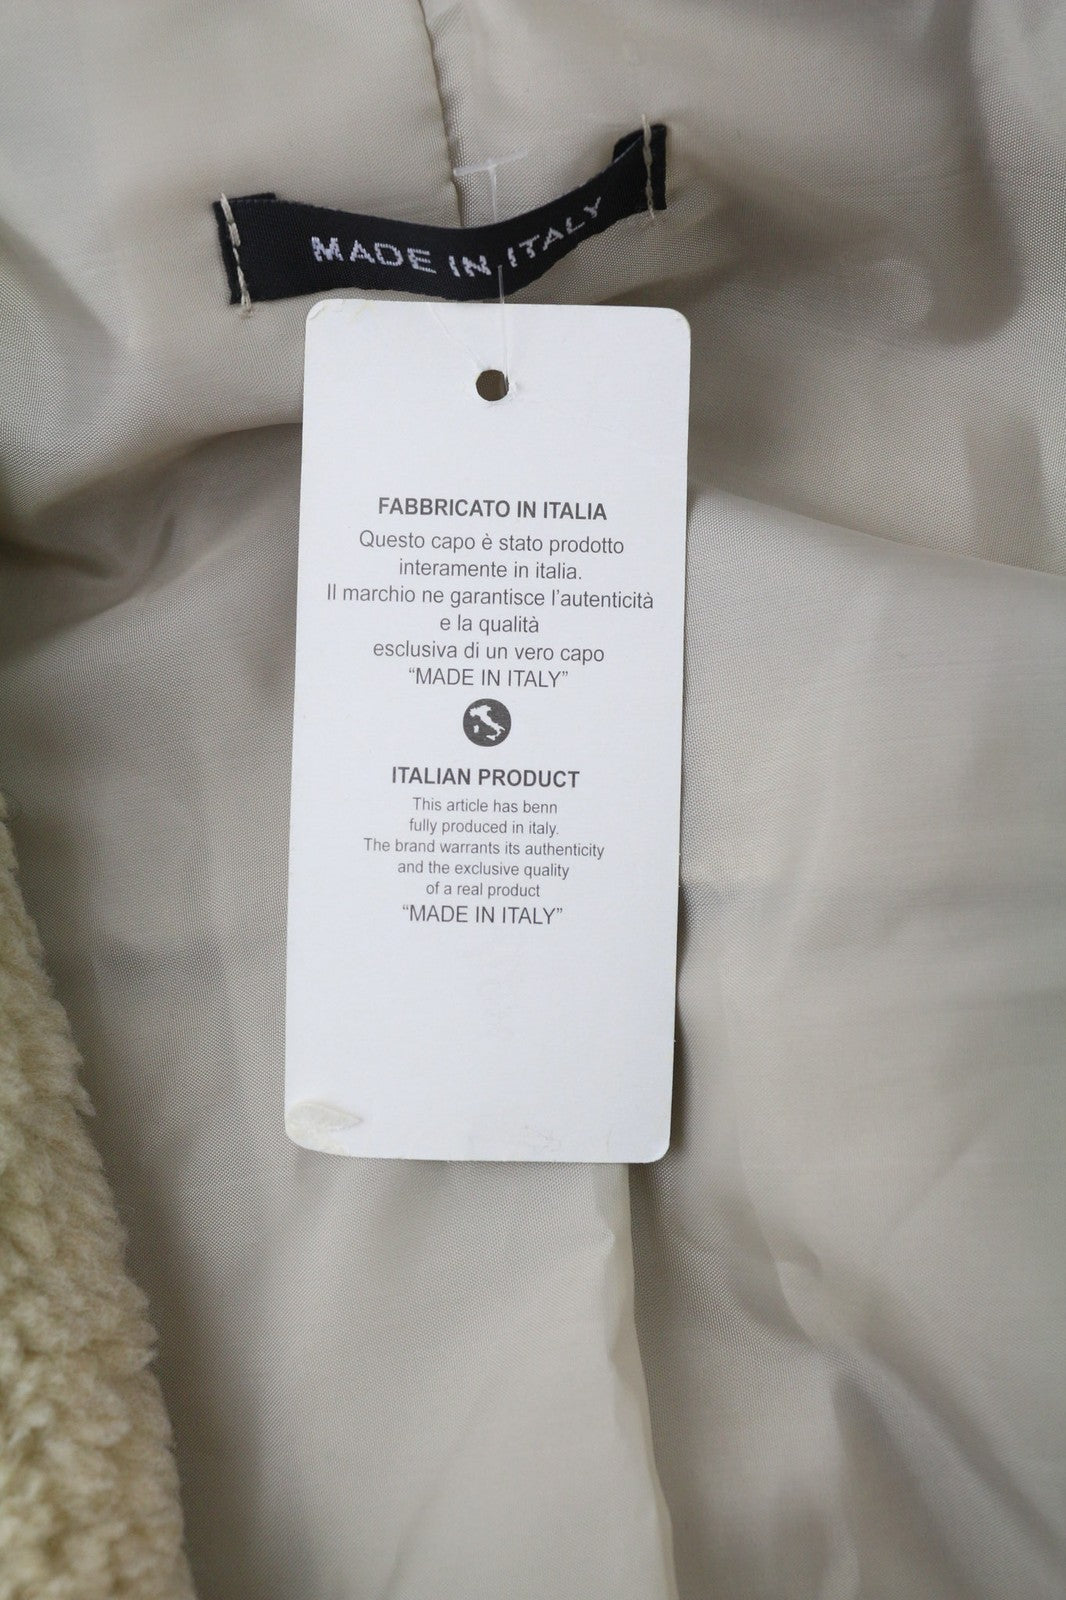 MADE IN ITALY
FABBRICATO IN ITALIA
Questo capo è stato prodotto
interamente in italia.
Il marchio ne garantisce l'autenticità
e la qualità
esclusiva di un vero capo
“MADE IN ITALY”
ITALIAN PRODUCT
This article has benn
fully produced in italy.
The brand warrants its authenticity
and the exclusive quality
of a real product
“MADE IN ITALY”